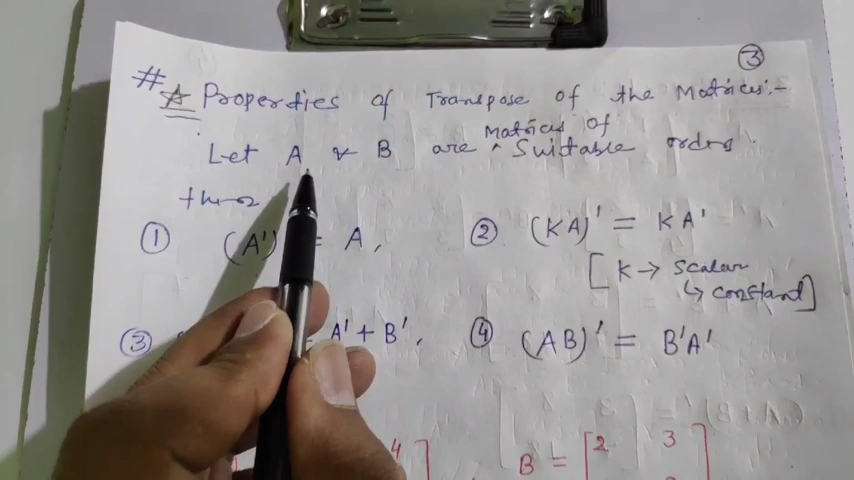 ③
# ☆ Properties of Transpose of the Matrices:-
Let A & B are ^ Matrices of Suitable orders
then
① (A') = A,
② (KA)' = KA'
[K → Scalar
↳ constant]
③ = A' + B',
④ (AB)' = B'A'
4
B = [2 3